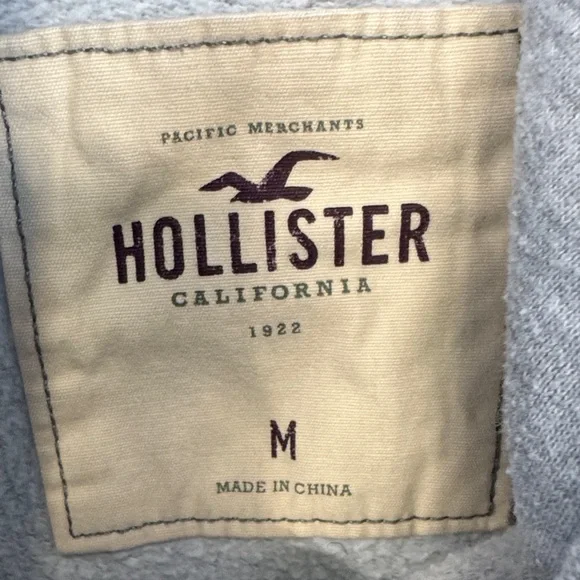 PACIFIC MERCHANTS
HOLLISTER
CALIFORNIA
1922
M
MADE IN CHINA